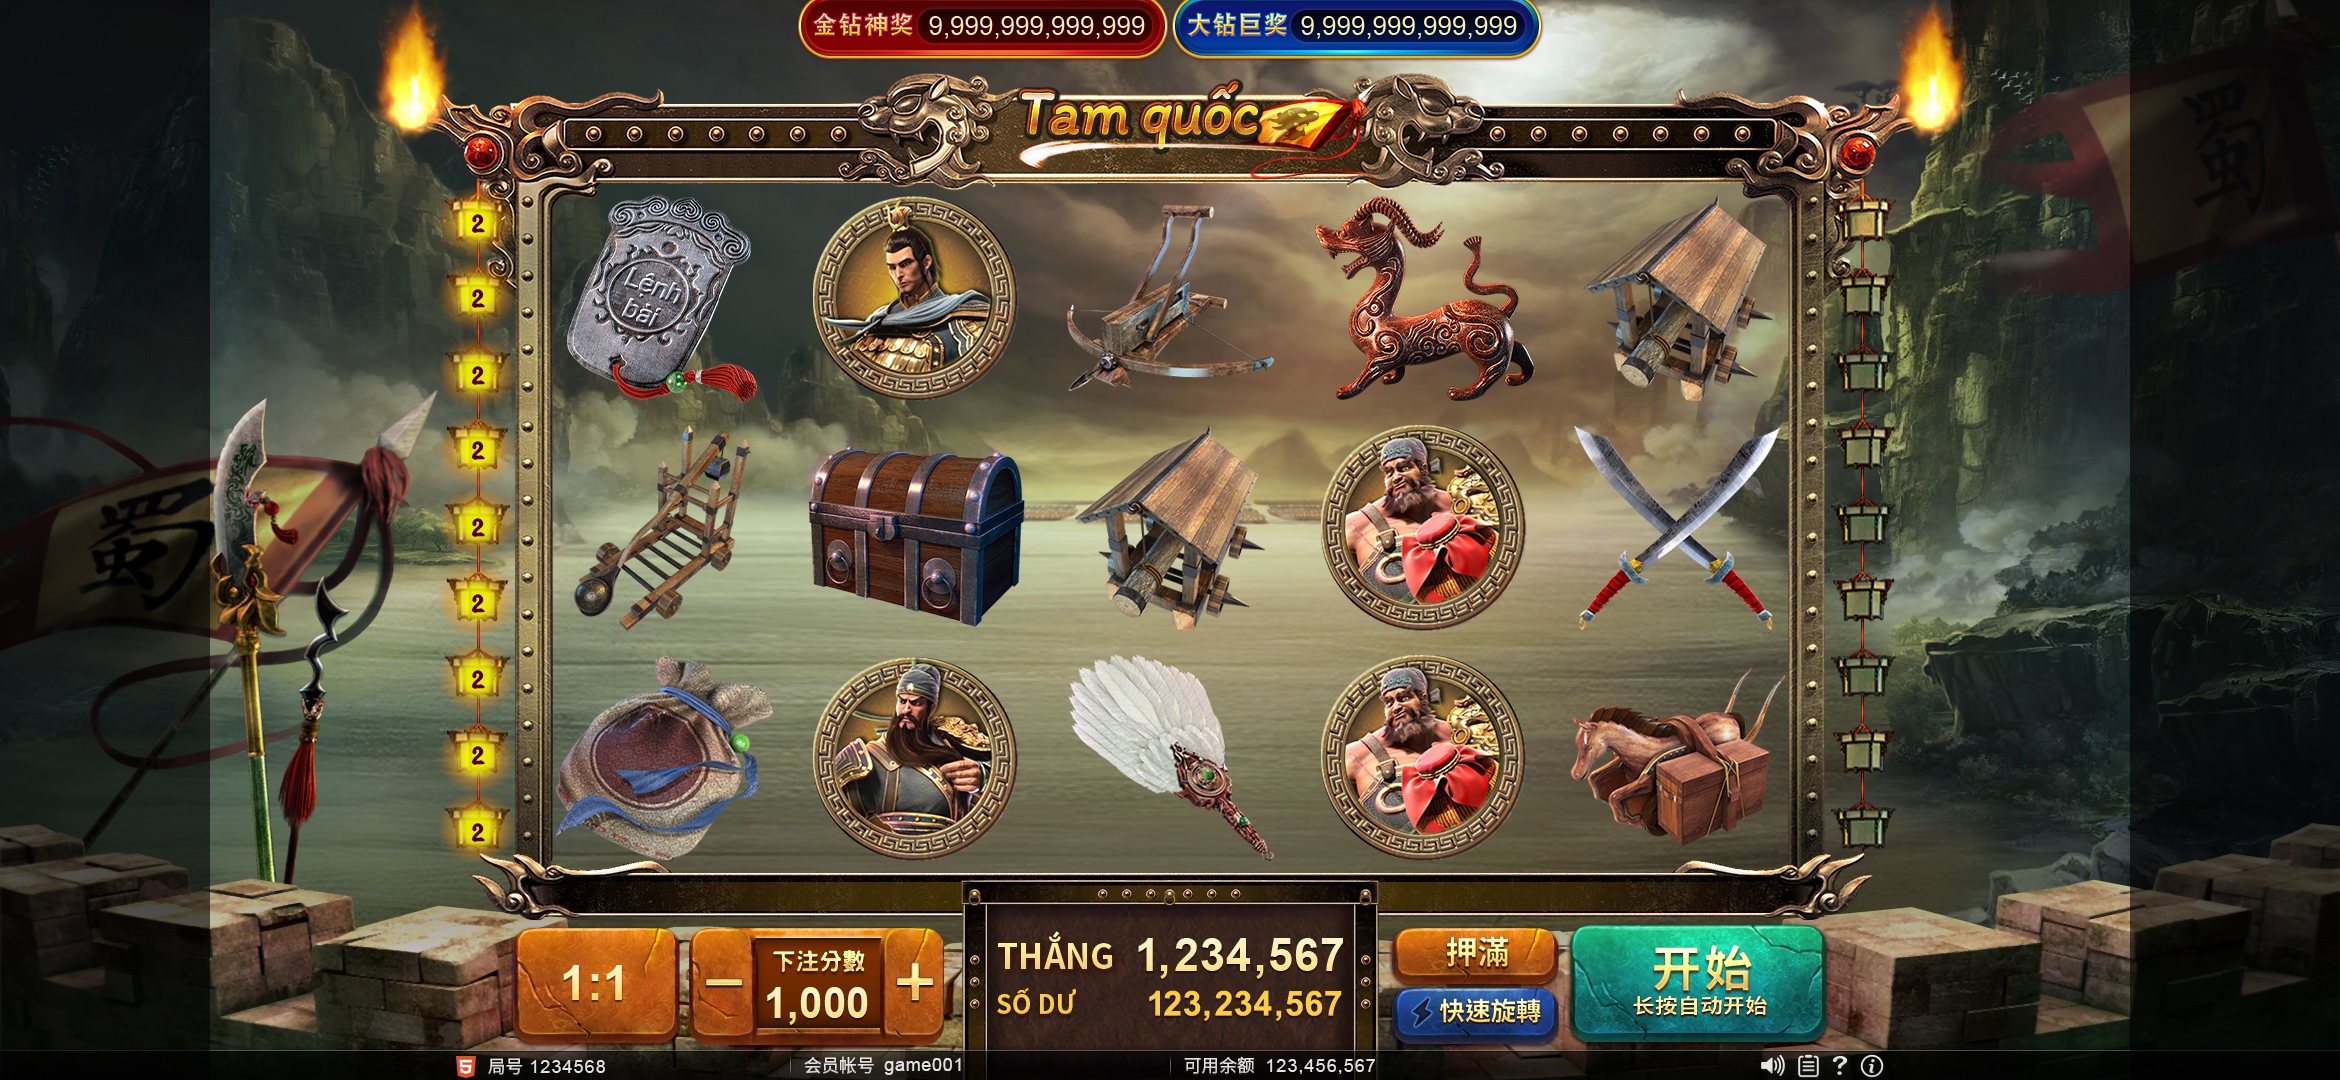 金钻神奖 9,999,999,999,999
大钻巨奖 9,999,999,999,999
Tam quốc
蜀
2
2
2
2
2
2
2
2
2
Lệnh
bài
蜀
1:1
下注分數
− 1,000 +
THẮNG 1,234,567
SỐ DƯ 123,234,567
押滿
快速旋轉
开始
长按自动开始
5 局号 1234568
会员帐号 game001
可用余额 123,456,567
?
i